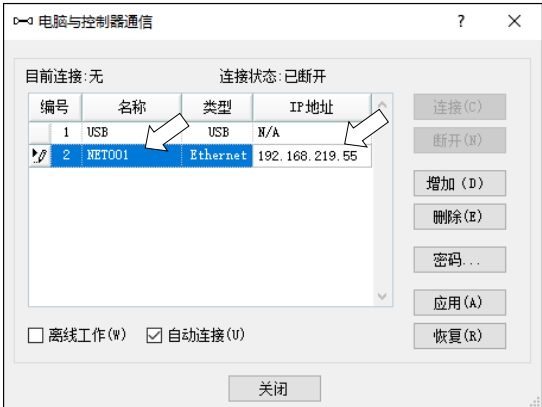 电脑与控制器通信
目前连接:无 连接状态:已断开
编号 名称 类型 IP地址
1 USB USB N/A
2 NET001 Ethernet 192.168.219.55
连接(C)
断开(N)
增加 (D)
删除(E)
密码...
应用(A)
恢复(R)
离线工作(W) 自动连接(U)
关闭